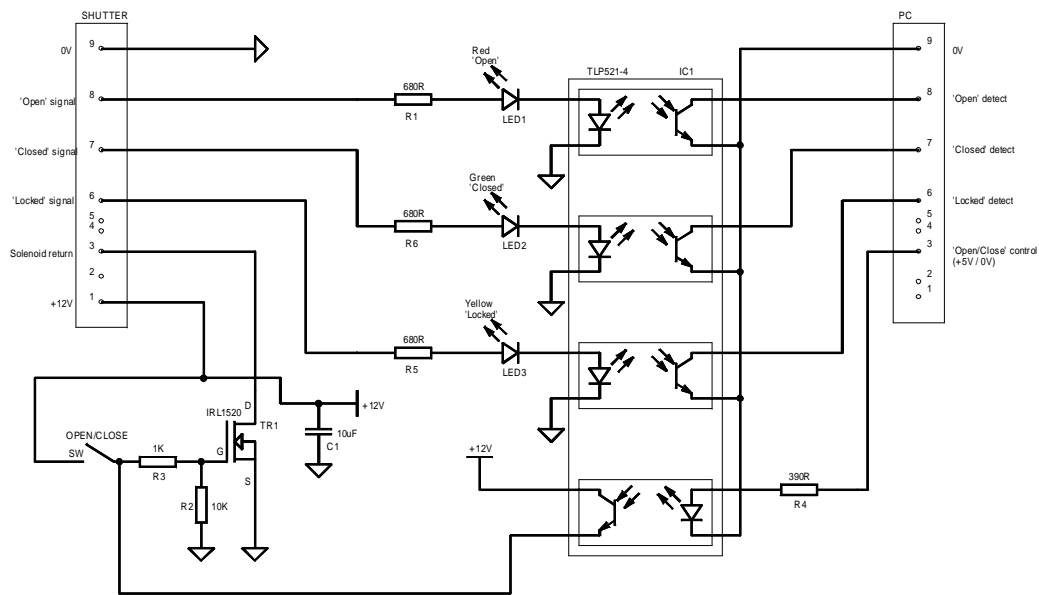 SHUTTER
PC
0V
9
9
0V
Red
'Open'
TLP521-4
IC1
680R
'Open' signal
8
8
'Open' detect
R1
LED1
'Closed' signal
7
7
'Closed' detect
Green
'Closed'
'Locked' signal
6
6
'Locked' detect
680R
5
4
5
4
R6
LED2
Solenoid return
3
3
'Open/Close' control
(+5V / 0V)
2
2
+12V
1
1
Yellow
'Locked'
680R
R5
LED3
IRL1520
D
+12V
TR1
10uF
C1
OPEN/CLOSE
SW
1K
G
R3
+12V
S
390R
R2
10K
R4